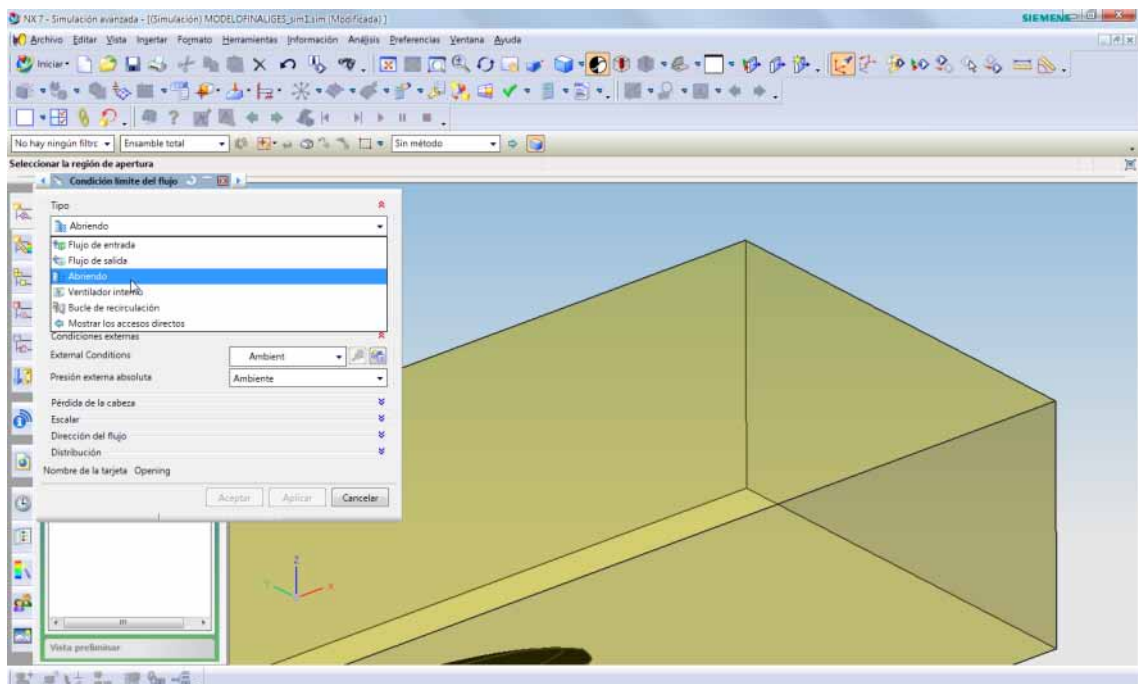 NX 7 - Simulación avanzada - [(Simulación) MODELOFINALIGES_sim1.sim (Modificada) ]
SIEMENS
Archivo Editar Vista Insertar Formato Herramientas Información Análisis Preferencias Ventana Ayuda
Iniciar
No hay ningún filtrc Ensamble total Sin método
Seleccionar la región de apertura
Condición límite del flujo
Tipo
Abriendo
Flujo de entrada
Flujo de salida
Abriendo
Ventilador interno
Bucle de recirculación
Mostrar los accesos directos
Condiciones externas
External Conditions Ambient
Presión externa absoluta Ambiente
Pérdida de la cabeza
Escalar
Dirección del flujo
Distribución
Nombre de la tarjeta Opening
Aceptar Aplicar Cancelar
Z
Y X
Vista preliminar